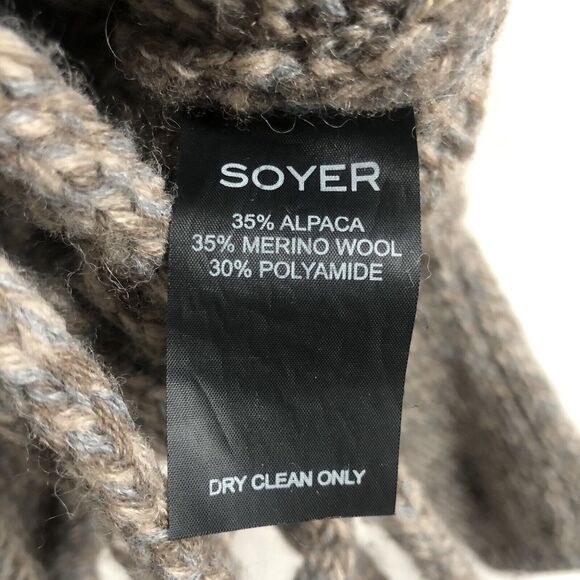 SOYER
35% ALPACA
35% MERINO WOOL
30% POLYAMIDE
DRY CLEAN ONLY